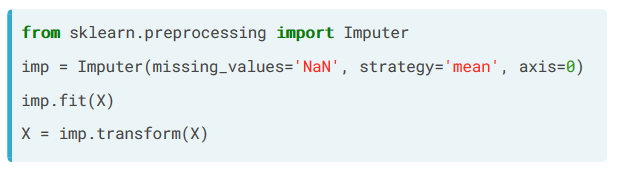 from sklearn.preprocessing import Imputer
imp = Imputer(missing_values='NaN', strategy='mean', axis=0)
imp.fit(X)
X = imp.transform(X)